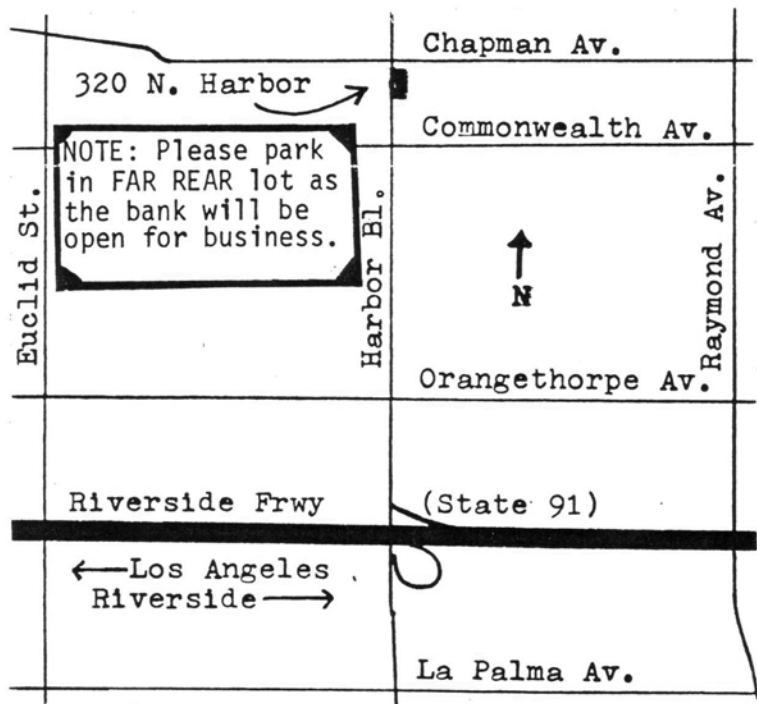 Chapman Av.
320 N. Harbor
Commonwealth Av.
NOTE: Please park
in FAR REAR lot as
the bank will be
open for business.
Euclid St.
Harbor Bl.
N
Raymond Av.
Orangethorpe Av.
Riverside Frwy
(State 91)
Los Angeles
Riverside
La Palma Av.